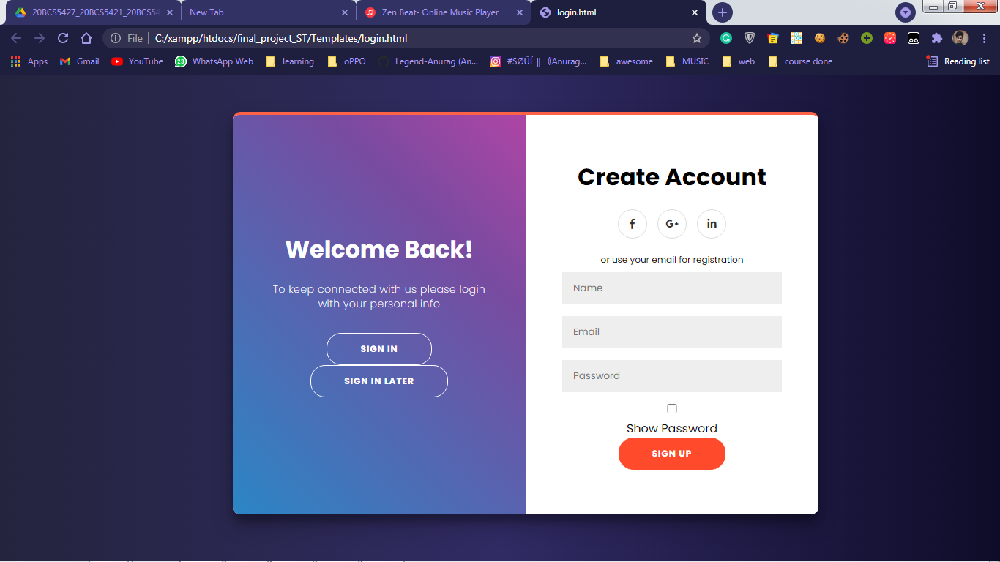 20BCS5427_20BCS5421_20BCS54
New Tab
Zen Beat- Online Music Player
login.html
File
C:/xampp/htdocs/final_project_ST/Templates/login.html
Apps
Gmail
YouTube
23
WhatsApp Web
learning
oPPO
Legend-Anurag (An...
#SØÜĹ ‖ 《Anurag...
awesome
MUSIC
web
course done
Reading list
Welcome Back!
To keep connected with us please login
with your personal info
SIGN IN
SIGN IN LATER
Create Account
f
G+
in
or use your email for registration
Name
Email
Password
Show Password
SIGN UP